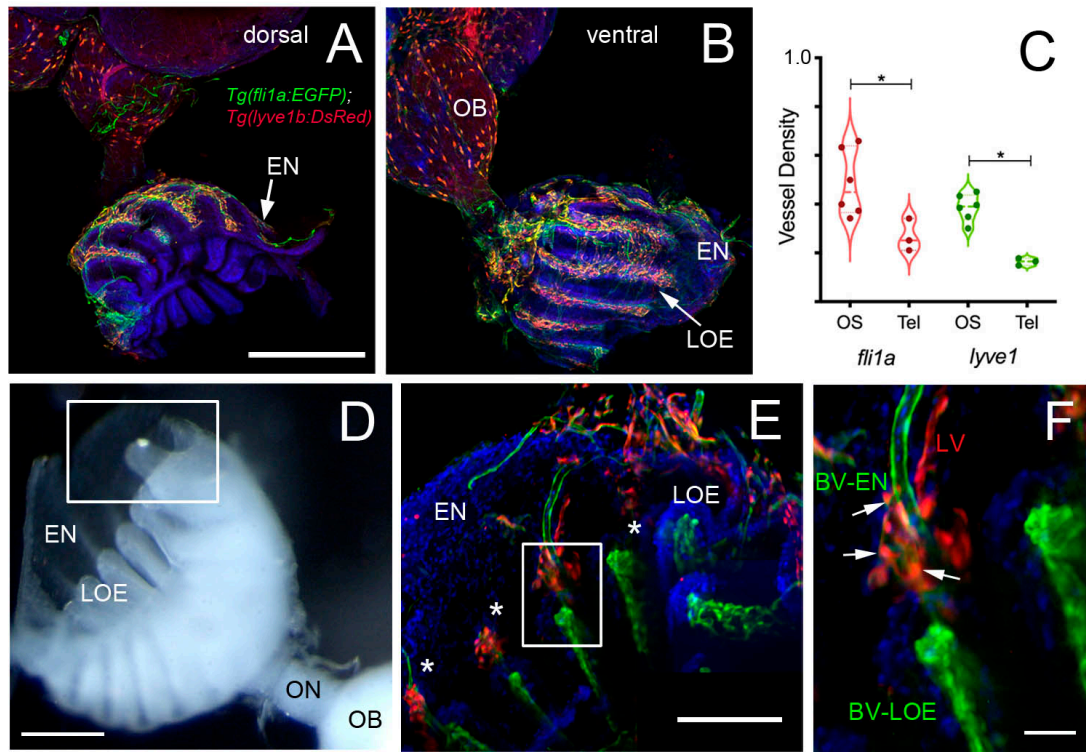 dorsal
A
Tg(fli1a:EGFP);
Tg(lyve1b:DsRed)
EN
ventral
B
OB
EN
LOE
C
1.0
Vessel Density
*
*
OS
Tel
OS
Tel
fli1a
lyve1
D
EN
LOE
ON
OB
E
EN
LOE
*
*
*
F
LV
BV-EN
BV-LOE